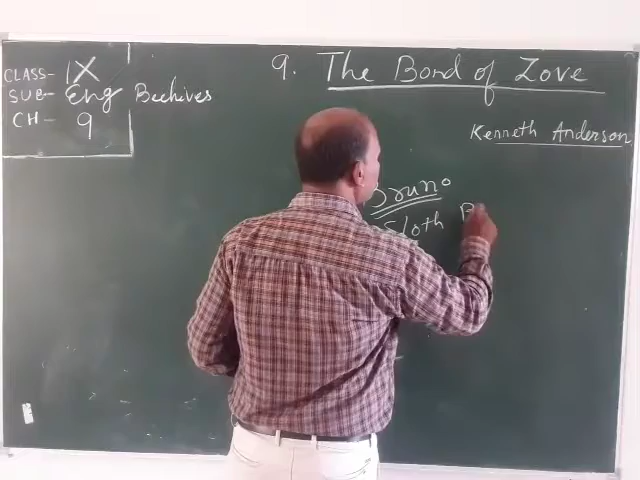 CLASS- IX
SUB- Eng Beehives
CH- 9
9. The Bond of Love
Kenneth Anderson
Bruno
Sloth B